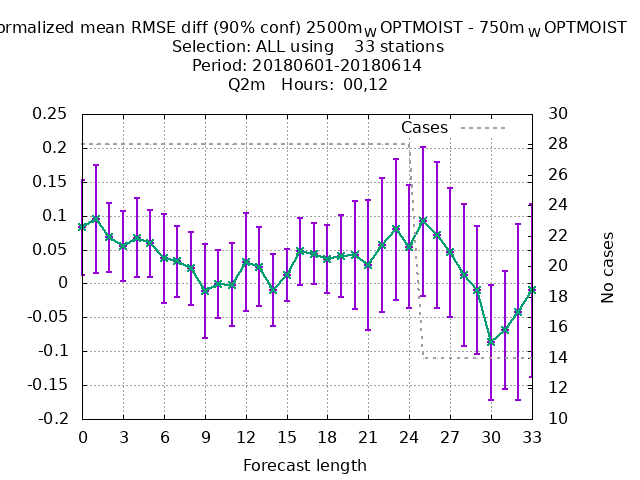 ormalized mean RMSE diff (90% conf) 2500mW OPTMOIST - 750mW OPTMOIST
Selection: ALL using 33 stations
Period: 20180601-20180614
Q2m Hours: 00,12
Cases
0.25
0.2
0.15
0.1
0.05
0
-0.05
-0.1
-0.15
-0.2
30
28
26
24
22
20
18
16
14
12
10
No cases
0 3 6 9 12 15 18 21 24 27 30 33
Forecast length